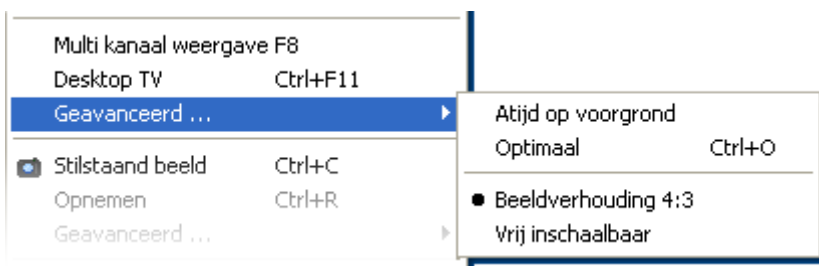 Multi kanaal weergave F8
Desktop TV Ctrl+F11
Geavanceerd ...
Stilstaand beeld Ctrl+C
Opnemen Ctrl+R
Geavanceerd ...
Atijd op voorgrond
Optimaal Ctrl+O
Beeldverhouding 4:3
Vrij inschaalbaar